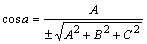 cos a = A / ±√(A² + B² + C²)